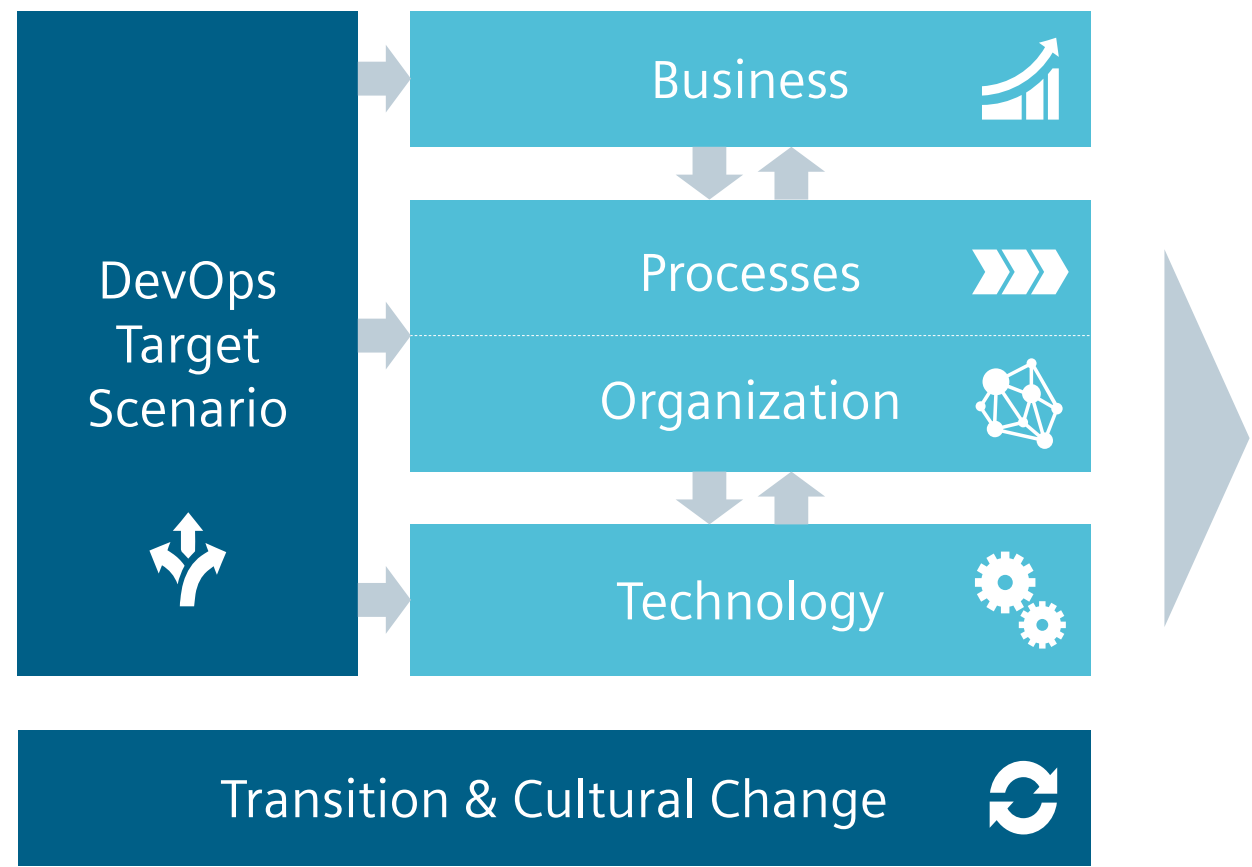 DevOps
Target
Scenario
Business
Processes
Organization
Technology
Transition & Cultural Change